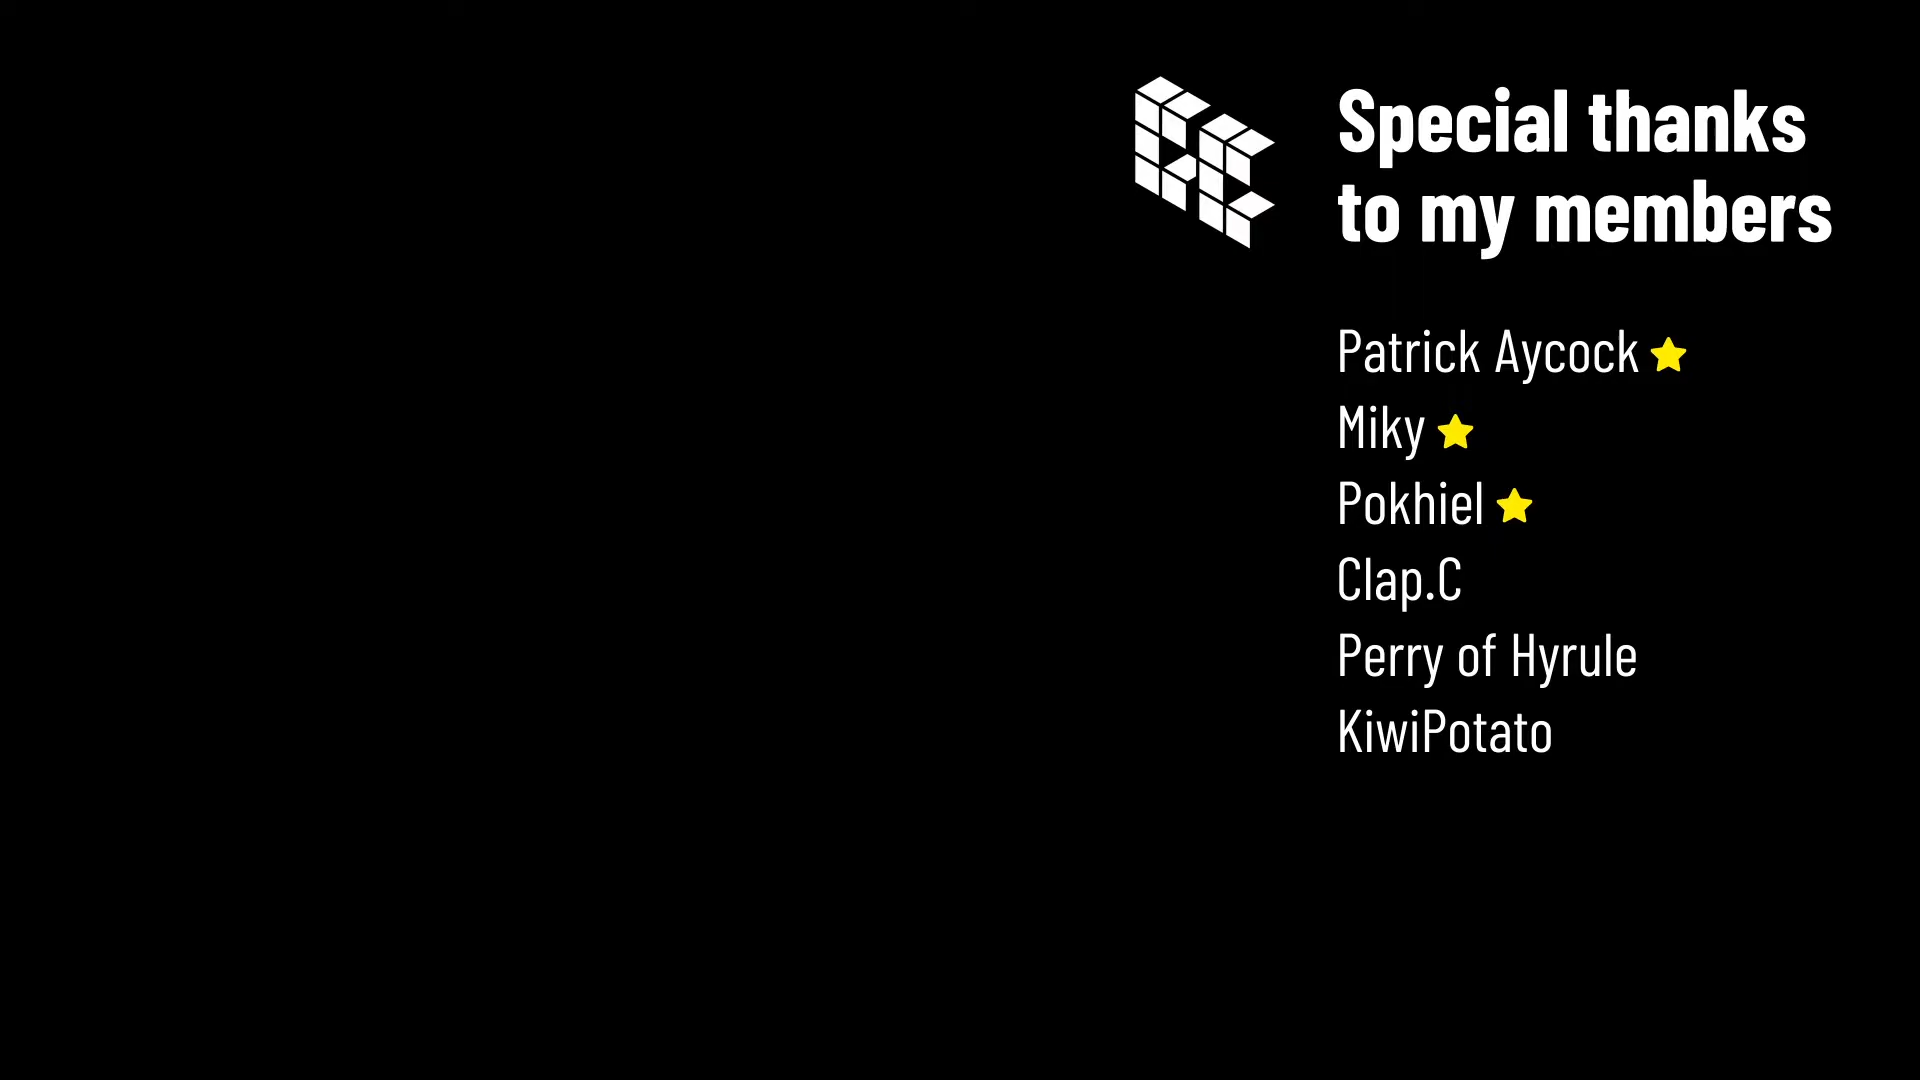 Special thanks
to my members
Patrick Aycock
Miky
Pokhiel
Clap.C
Perry of Hyrule
KiwiPotato